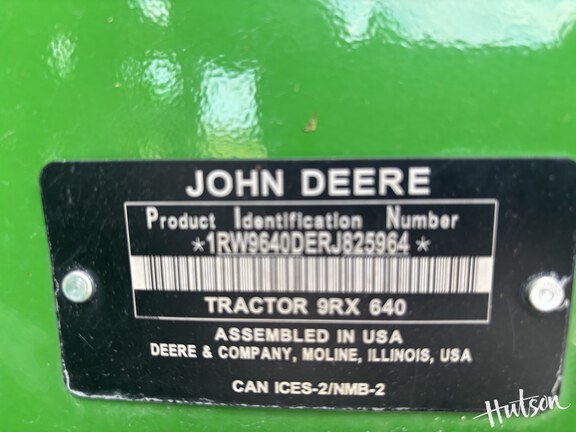 JOHN DEERE
Product Identification Number
*1RW9640DERJ825964*
TRACTOR 9RX 640
ASSEMBLED IN USA
DEERE & COMPANY, MOLINE, ILLINOIS, USA
CAN ICES-2/NMB-2
Hutson